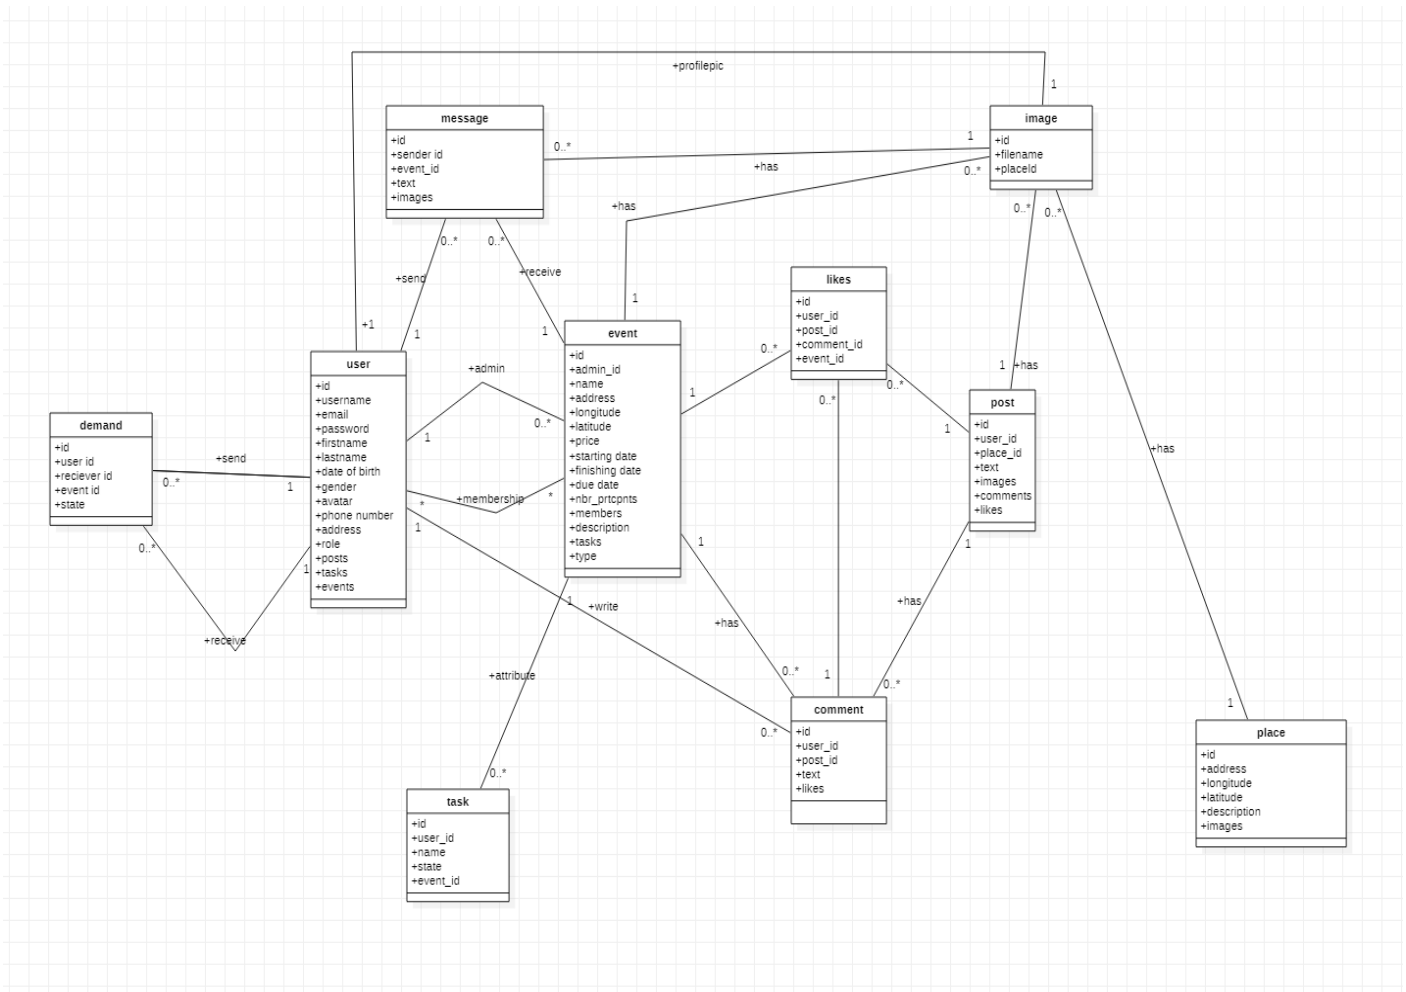 +profilepic
1
message
+id
+sender id
+event_id
+text
+images
image
+id
+filename
+placeId
0..*
1
+has
0..*
+has
0..*
0..*
0..*
0..*
+send
+receive
1
1
1
+1
likes
+id
+user_id
+post_id
+comment_id
+event_id
event
+id
+admin_id
+name
+address
+longitude
+latitude
+price
+starting date
+finishing date
+due date
+nbr_prtcpnts
+members
+description
+tasks
+type
user
+id
+username
+email
+password
+firstname
+lastname
+date of birth
+gender
+avatar
+phone number
+address
+role
+posts
+tasks
+events
+admin
1
0..*
0..*
1
0..*
0..*
1
1
+has
post
+id
+user_id
+place_id
+text
+images
+comments
+likes
demand
+id
+user id
+reciever id
+event id
+state
+send
0..*
1
+membership
*
*
1
+has
0..*
1
+receive
1
1
1
+write
+has
+has
+attribute
0..*
1
0..*
0..*
0..*
1
comment
+id
+user_id
+post_id
+text
+likes
place
+id
+address
+longitude
+latitude
+description
+images
task
+id
+user_id
+name
+state
+event_id